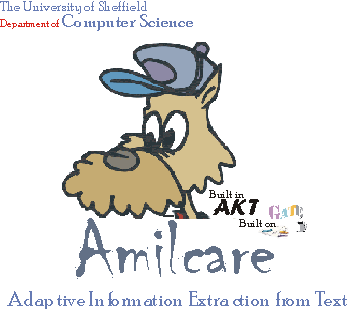 The University of Sheffield
Department of Computer Science
Built in
AKT
GATE
Built on
Amilcare
Adaptive Information Extraction from Text